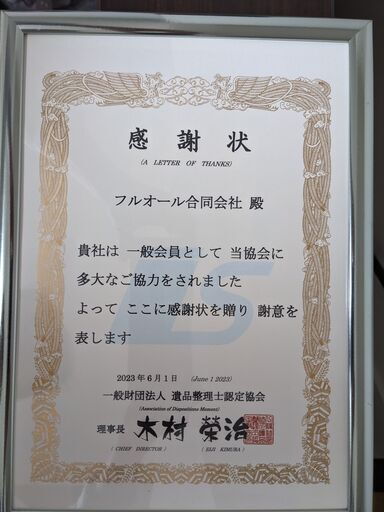 感謝状
(A LETTER OF THANKS)
フルオール合同会社 殿
貴社は 一般会員として 当協会に
多大なご協力をされました
よって ここに感謝状を贈り 謝意を
表します
2023年6月1日 (June 1 2023)
一般財団法人 遺品整理士認定協会
(Association of Dispositions Memento)
理事長 木村 榮治
( CHIEF DIRECTOR ) ( EIJI KIMURA )